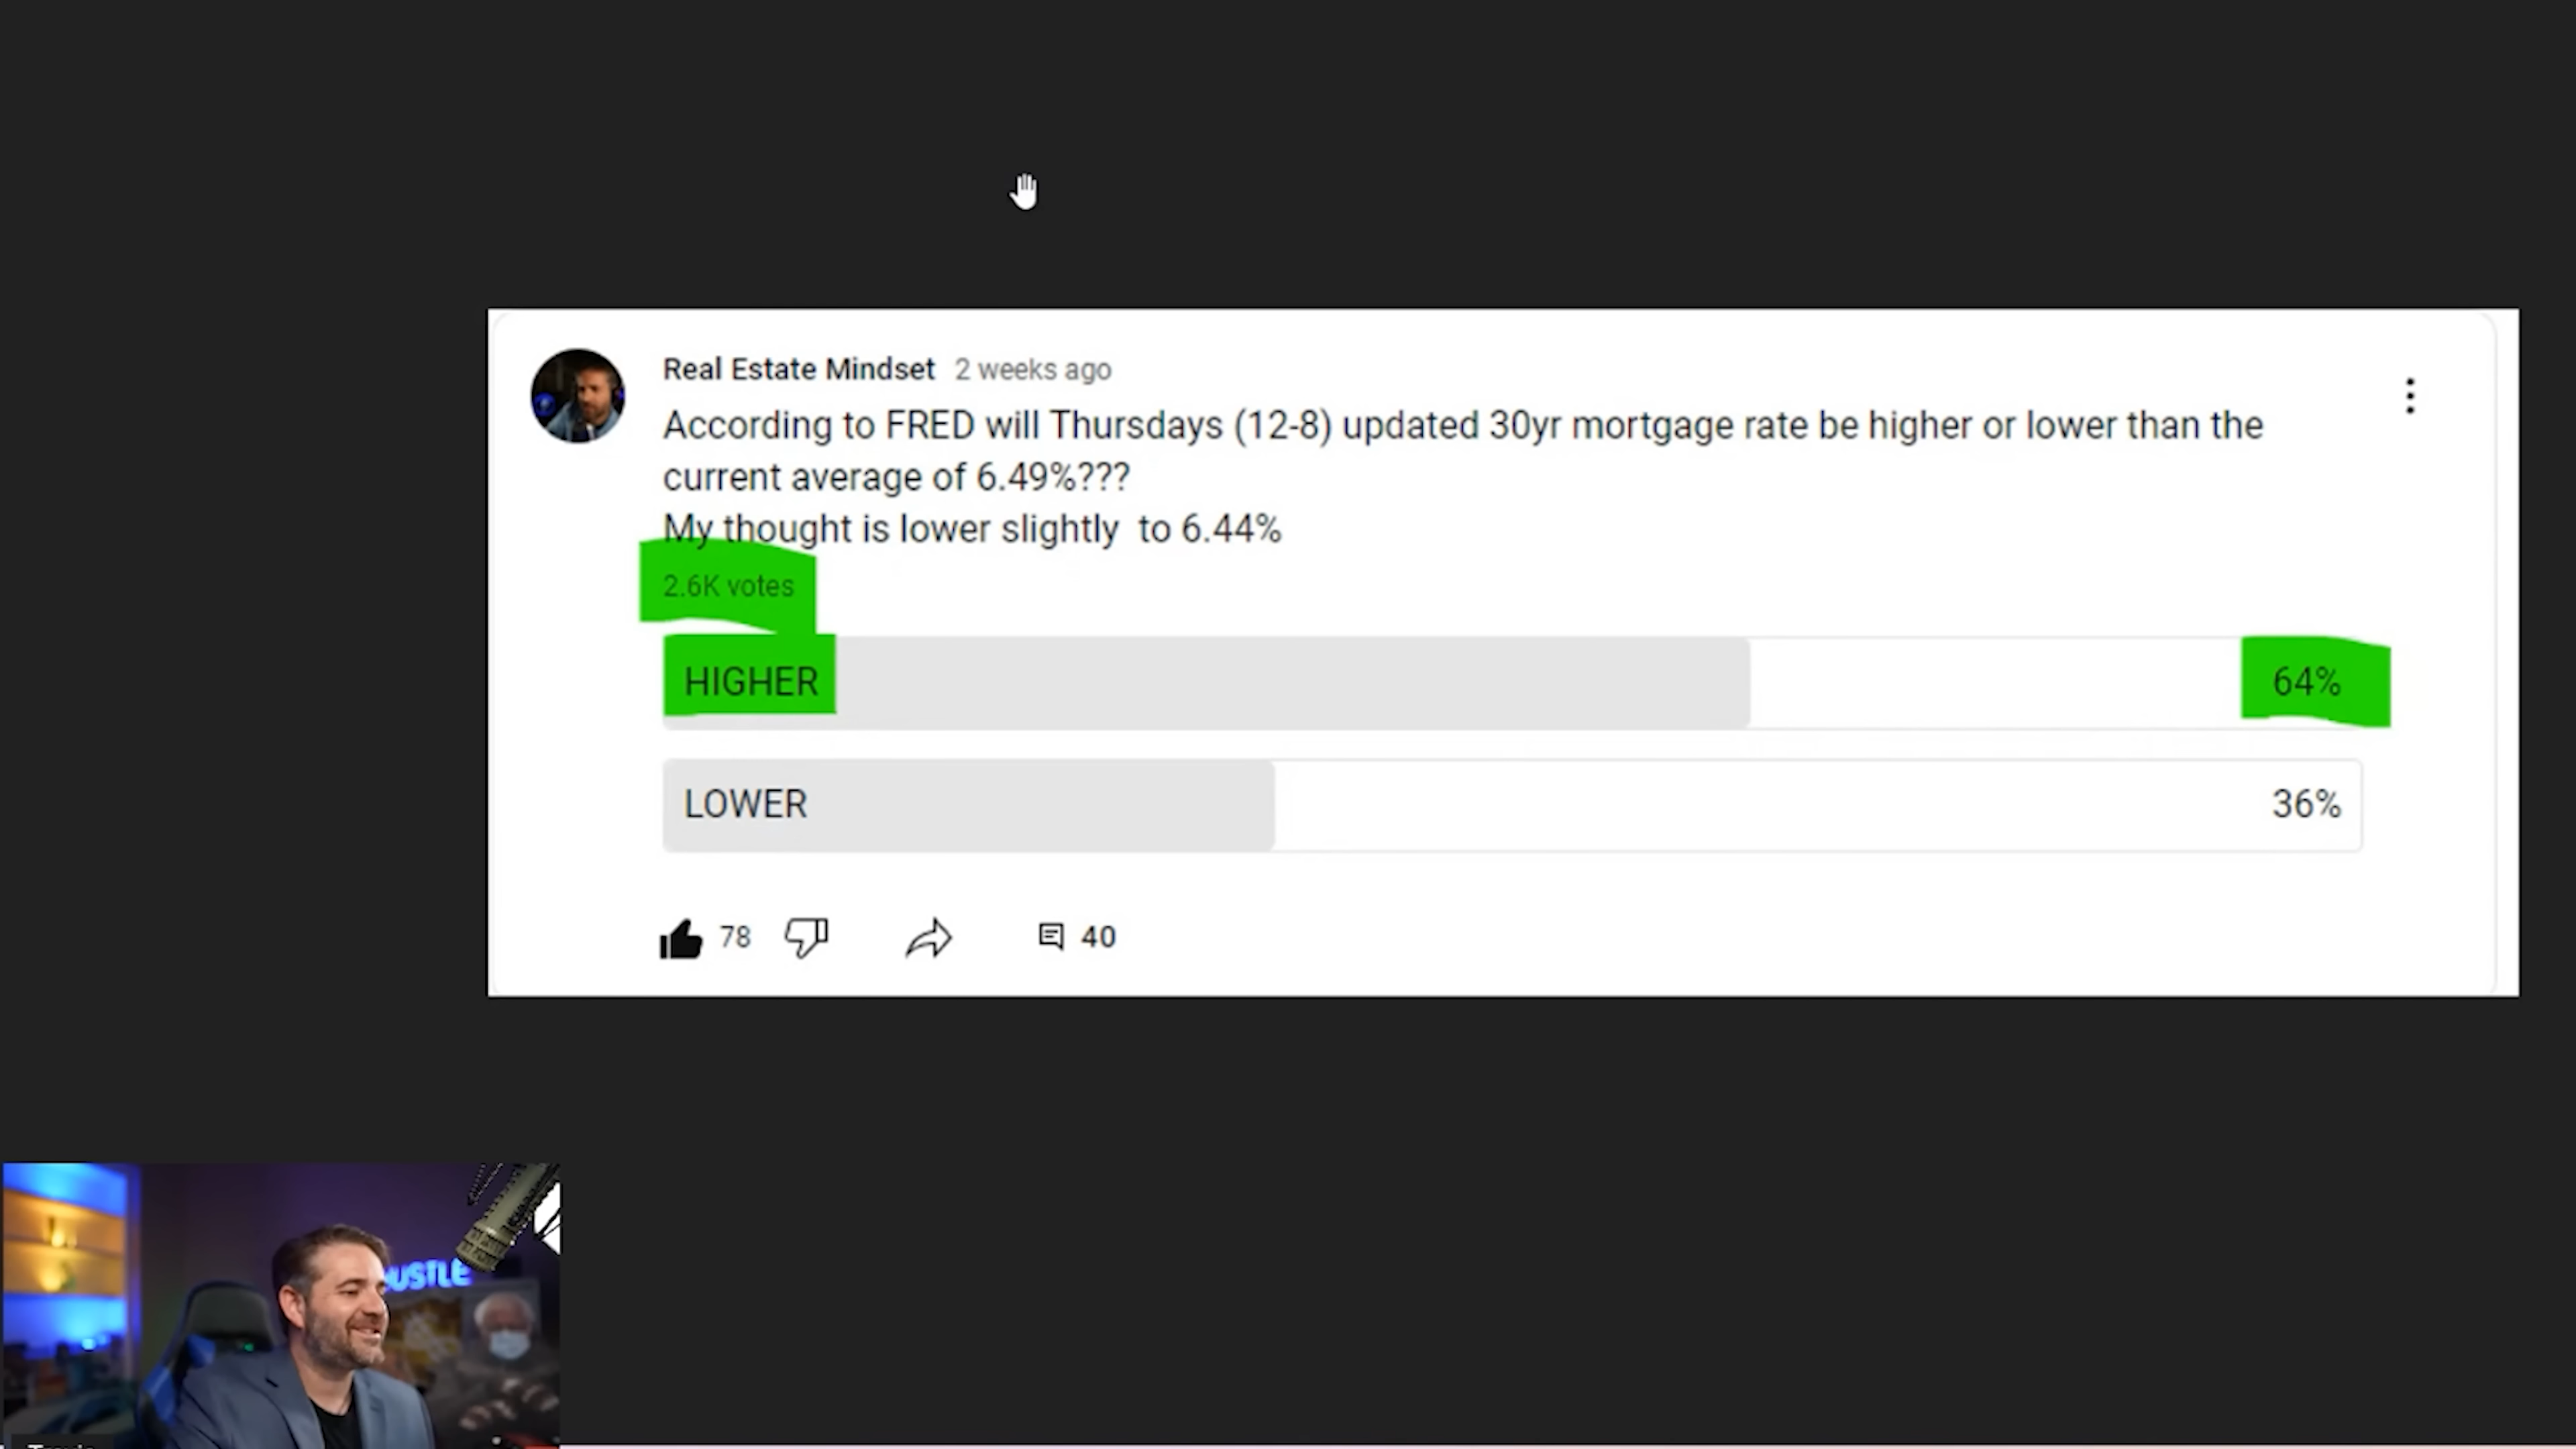 Real Estate Mindset 2 weeks ago
According to FRED will Thursdays (12-8) updated 30yr mortgage rate be higher or lower than the
current average of 6.49%???
My thought is lower slightly to 6.44%
2.6K votes
HIGHER 64%
LOWER 36%
78 40
USTLE